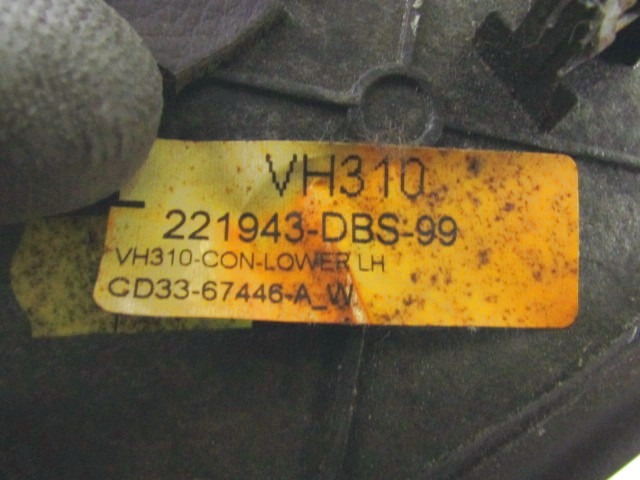 VH310
221943-DBS-99
VH310-CON-LOWER LH
CD33-67446-A_W